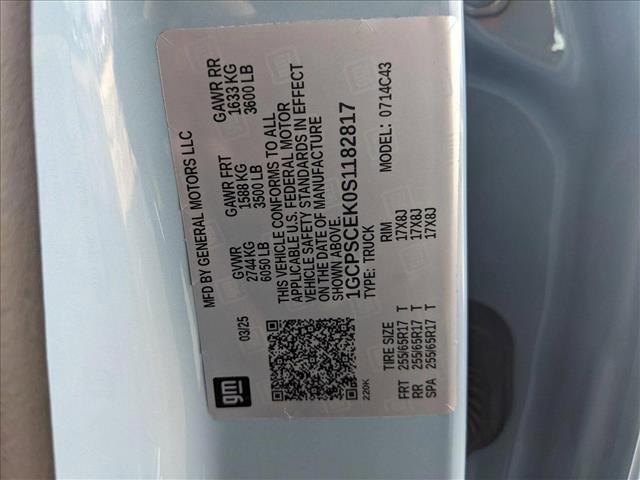 MFD BY GENERAL MOTORS LLC
gm
03/25
GVWR
2744 KG
6050 LB
GAWR FRT
1588 KG
3500 LB
GAWR RR
1633 KG
3600 LB
THIS VEHICLE CONFORMS TO ALL
APPLICABLE U.S. FEDERAL MOTOR
VEHICLE SAFETY STANDARDS IN EFFECT
ON THE DATE OF MANUFACTURE
SHOWN ABOVE.
1GCPSCEK0S1182817
TYPE: TRUCK MODEL: 0714C43
220K
TIRE SIZE RIM
FRT 255/65R17 T 17X8J
RR 255/65R17 T 17X8J
SPA 255/65R17 T 17X8J